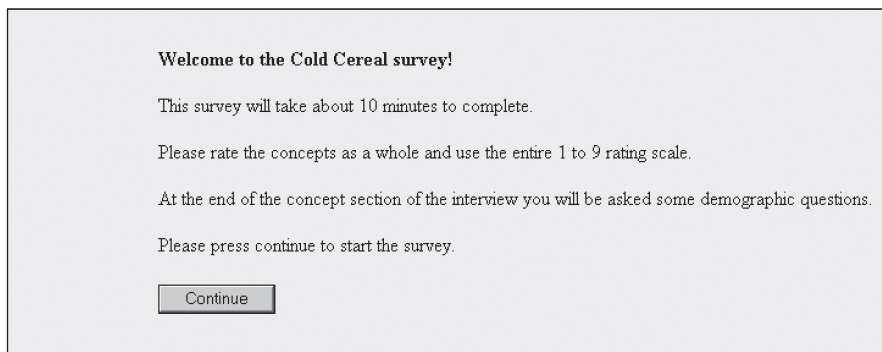 Welcome to the Cold Cereal survey!
This survey will take about 10 minutes to complete.
Please rate the concepts as a whole and use the entire 1 to 9 rating scale.
At the end of the concept section of the interview you will be asked some demographic questions.
Please press continue to start the survey.
Continue